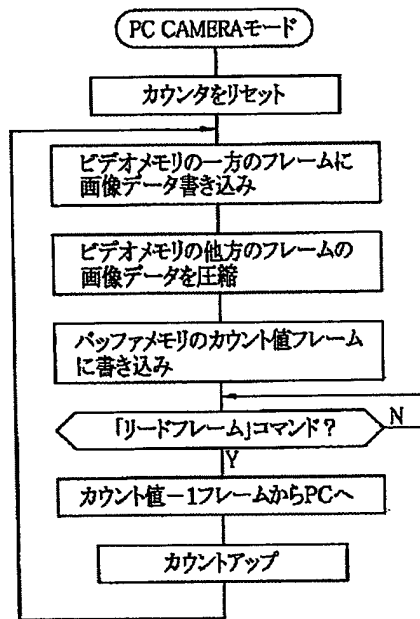 PC CAMERAモード
カウンタをリセット
ビデオメモリの一方のフレームに
画像データ書き込み
ビデオメモリの他方のフレームの
画像データを圧縮
バッファメモリのカウント値フレーム
に書き込み
「リードフレーム」コマンド？
N
Y
カウント値－1フレームからPCへ
カウントアップ